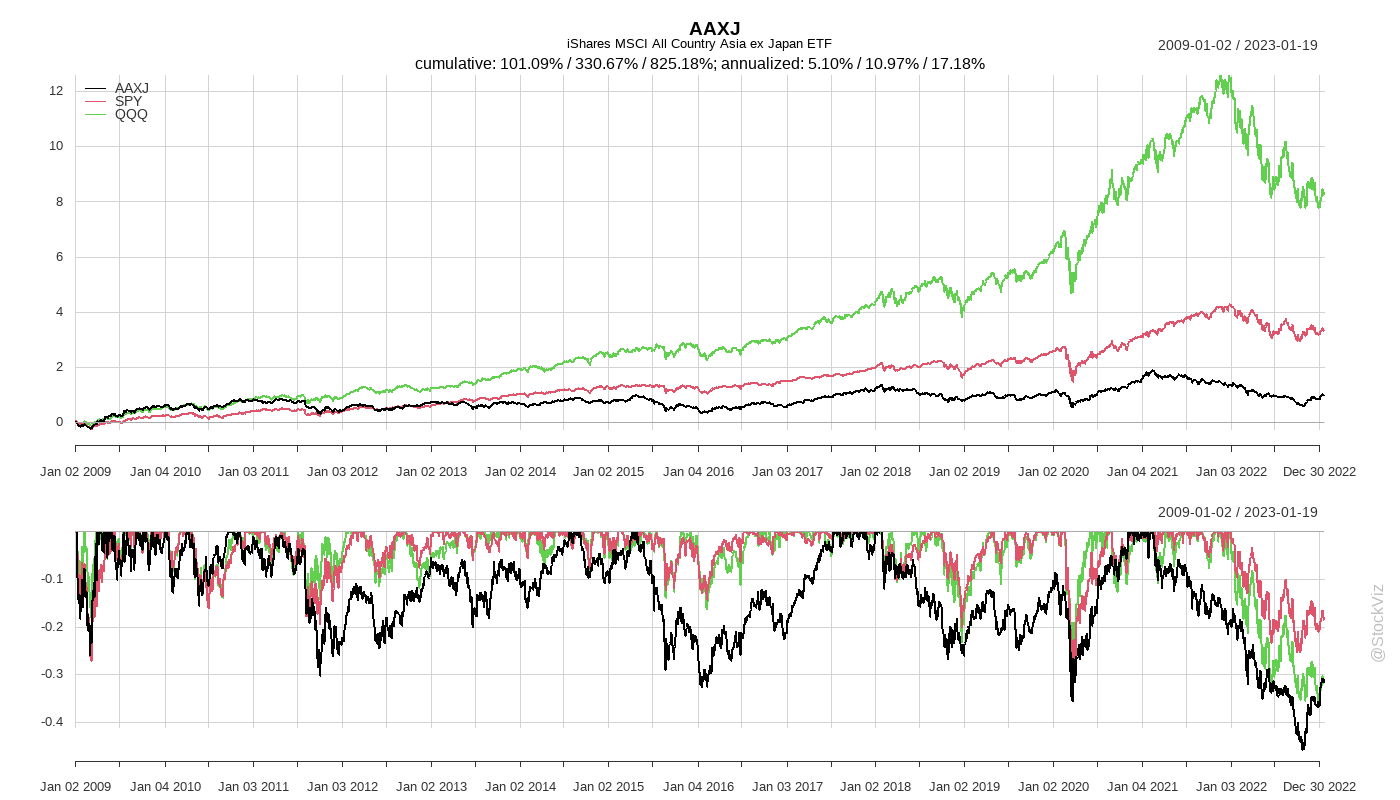 AAXJ
iShares MSCI All Country Asia ex Japan ETF
2009-01-02 / 2023-01-19
cumulative: 101.09% / 330.67% / 825.18%; annualized: 5.10% / 10.97% / 17.18%
AAXJ
SPY
QQQ
12
10
8
6
4
2
0
Jan 02 2009 Jan 04 2010 Jan 03 2011 Jan 03 2012 Jan 02 2013 Jan 02 2014 Jan 02 2015 Jan 04 2016 Jan 03 2017 Jan 02 2018 Jan 02 2019 Jan 02 2020 Jan 04 2021 Jan 03 2022 Dec 30 2022
2009-01-02 / 2023-01-19
-0.1
-0.2
-0.3
-0.4
Jan 02 2009 Jan 04 2010 Jan 03 2011 Jan 03 2012 Jan 02 2013 Jan 02 2014 Jan 02 2015 Jan 04 2016 Jan 03 2017 Jan 02 2018 Jan 02 2019 Jan 02 2020 Jan 04 2021 Jan 03 2022 Dec 30 2022
@StockViz